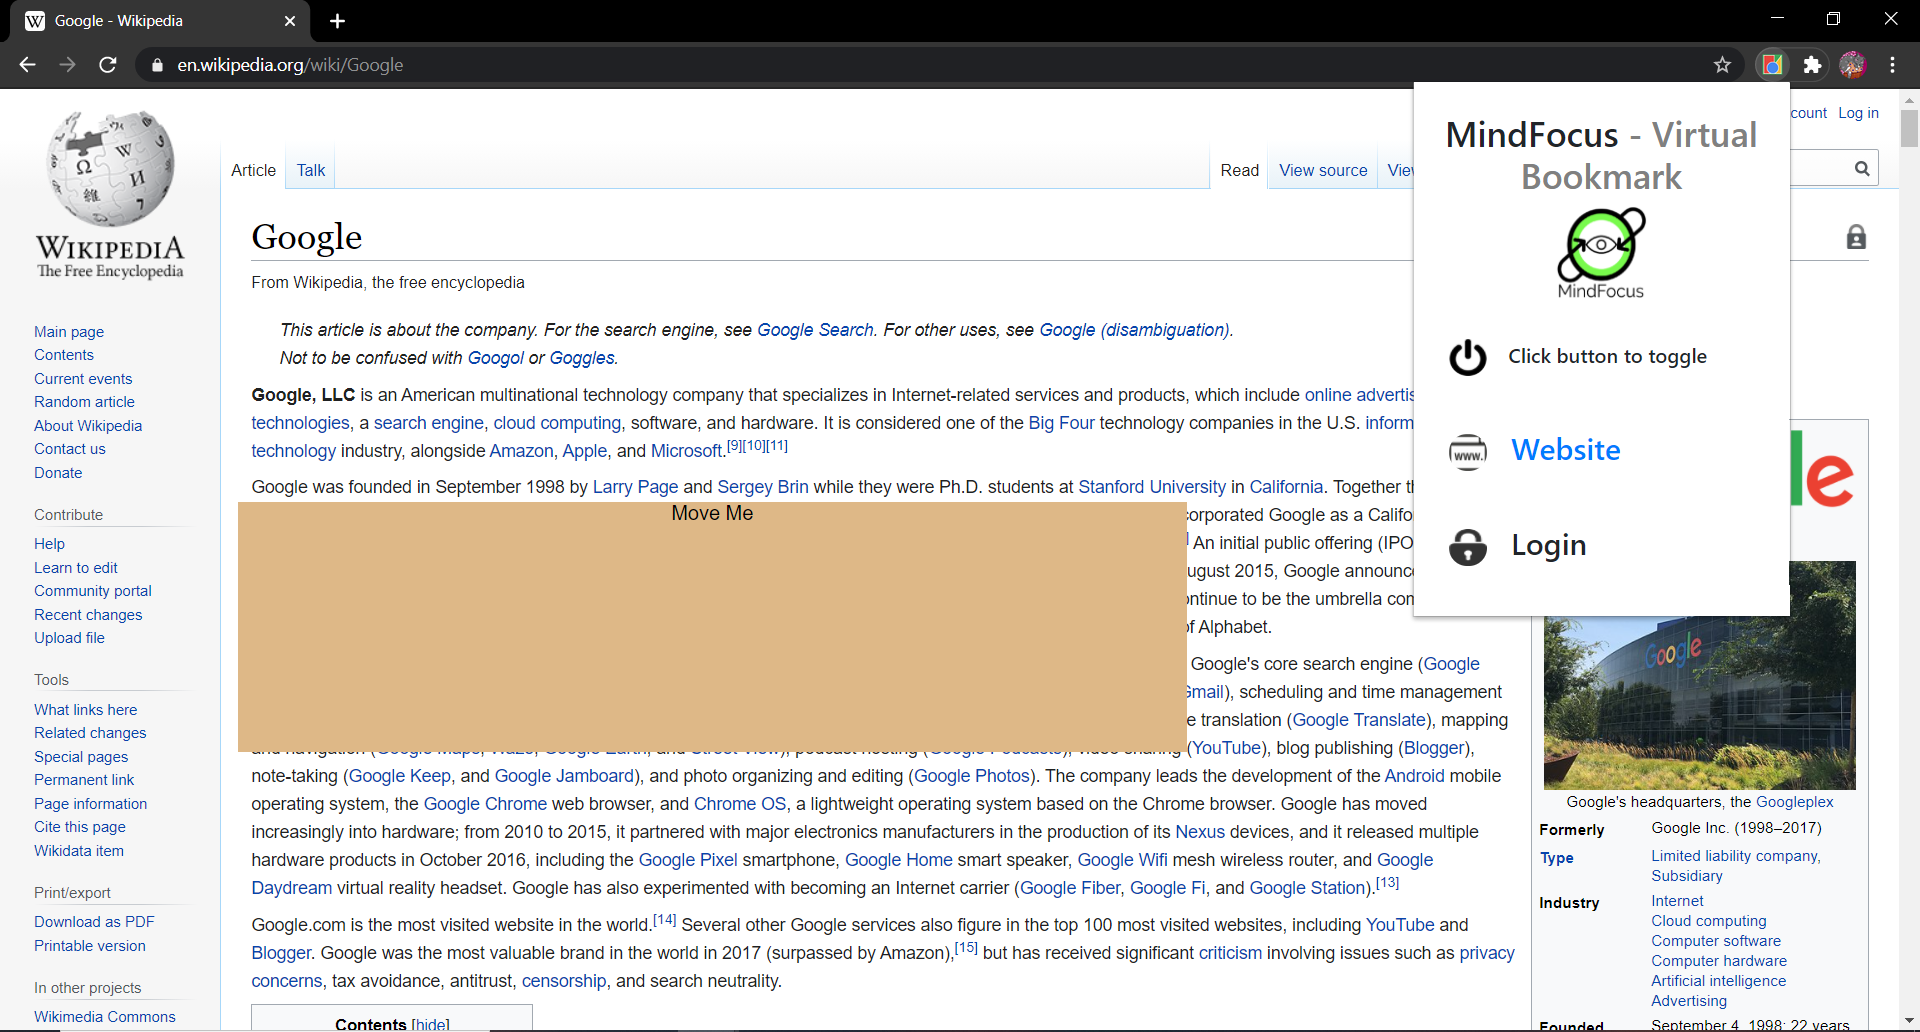 Google - Wikipedia
en.wikipedia.org/wiki/Google
WIKIPEDIA
The Free Encyclopedia
Main page
Contents
Current events
Random article
About Wikipedia
Contact us
Donate
Contribute
Help
Learn to edit
Community portal
Recent changes
Upload file
Tools
What links here
Related changes
Special pages
Permanent link
Page information
Cite this page
Wikidata item
Print/export
Download as PDF
Printable version
In other projects
Wikimedia Commons
count Log in
Article Talk
Read View source
Google
From Wikipedia, the free encyclopedia
This article is about the company. For the search engine, see Google Search. For other uses, see Google (disambiguation).
Not to be confused with Googol or Goggles.
Google, LLC is an American multinational technology company that specializes in Internet-related services and products, which include online advertis
technologies, a search engine, cloud computing, software, and hardware. It is considered one of the Big Four technology companies in the U.S. inform
technology industry, alongside Amazon, Apple, and Microsoft.[9][10][11]
Google was founded in September 1998 by Larry Page and Sergey Brin while they were Ph.D. students at Stanford University in California. Together
Move Me
corporated Google as a Califo
An initial public offering (IPO
ugust 2015, Google announc
ontinue to be the umbrella com
of Alphabet.
Google's core search engine (Google
Gmail), scheduling and time management
e translation (Google Translate), mapping
and navigation (Google Maps, Waze, Google Earth, and Street View), podcast hosting (Google Podcasts), video sharing (YouTube), blog publishing (Blogger),
note-taking (Google Keep, and Google Jamboard), and photo organizing and editing (Google Photos). The company leads the development of the Android mobile
operating system, the Google Chrome web browser, and Chrome OS, a lightweight operating system based on the Chrome browser. Google has moved
increasingly into hardware; from 2010 to 2015, it partnered with major electronics manufacturers in the production of its Nexus devices, and it released multiple
hardware products in October 2016, including the Google Pixel smartphone, Google Home smart speaker, Google Wifi mesh wireless router, and Google
Daydream virtual reality headset. Google has also experimented with becoming an Internet carrier (Google Fiber, Google Fi, and Google Station).[13]
Google.com is the most visited website in the world.[14] Several other Google services also figure in the top 100 most visited websites, including YouTube and
Blogger. Google was the most valuable brand in the world in 2017 (surpassed by Amazon),[15] but has received significant criticism involving issues such as privacy
concerns, tax avoidance, antitrust, censorship, and search neutrality.
Contents [hide]
MindFocus - Virtual
Bookmark
MindFocus
Click button to toggle
www.
Website
Login
le
Google
Google's headquarters, the Googleplex
Formerly Google Inc. (1998–2017)
Type Limited liability company,
Subsidiary
Industry Internet
Cloud computing
Computer software
Computer hardware
Artificial intelligence
Advertising
Founded September 4, 1998; 22 years